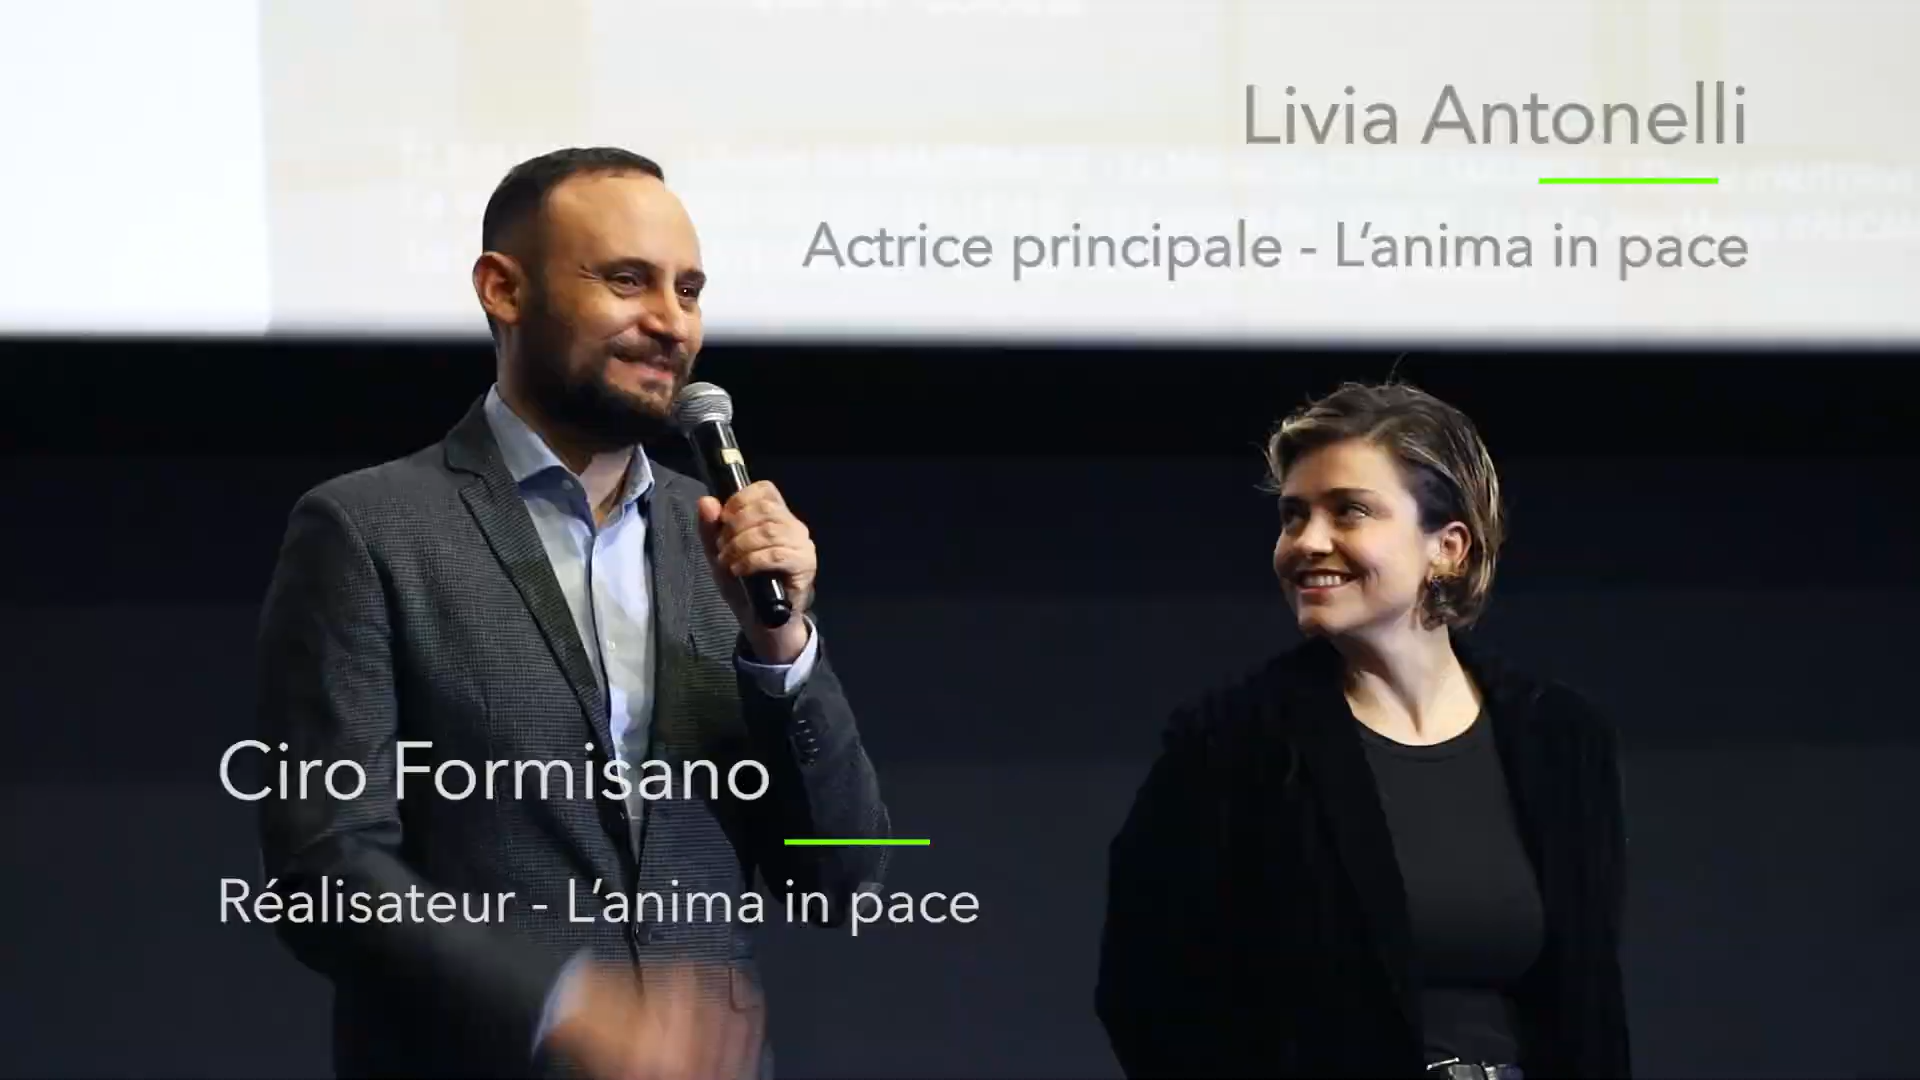 Livia Antonelli
Actrice principale - L’anima in pace
Ciro Formisano
Réalisateur - L’anima in pace